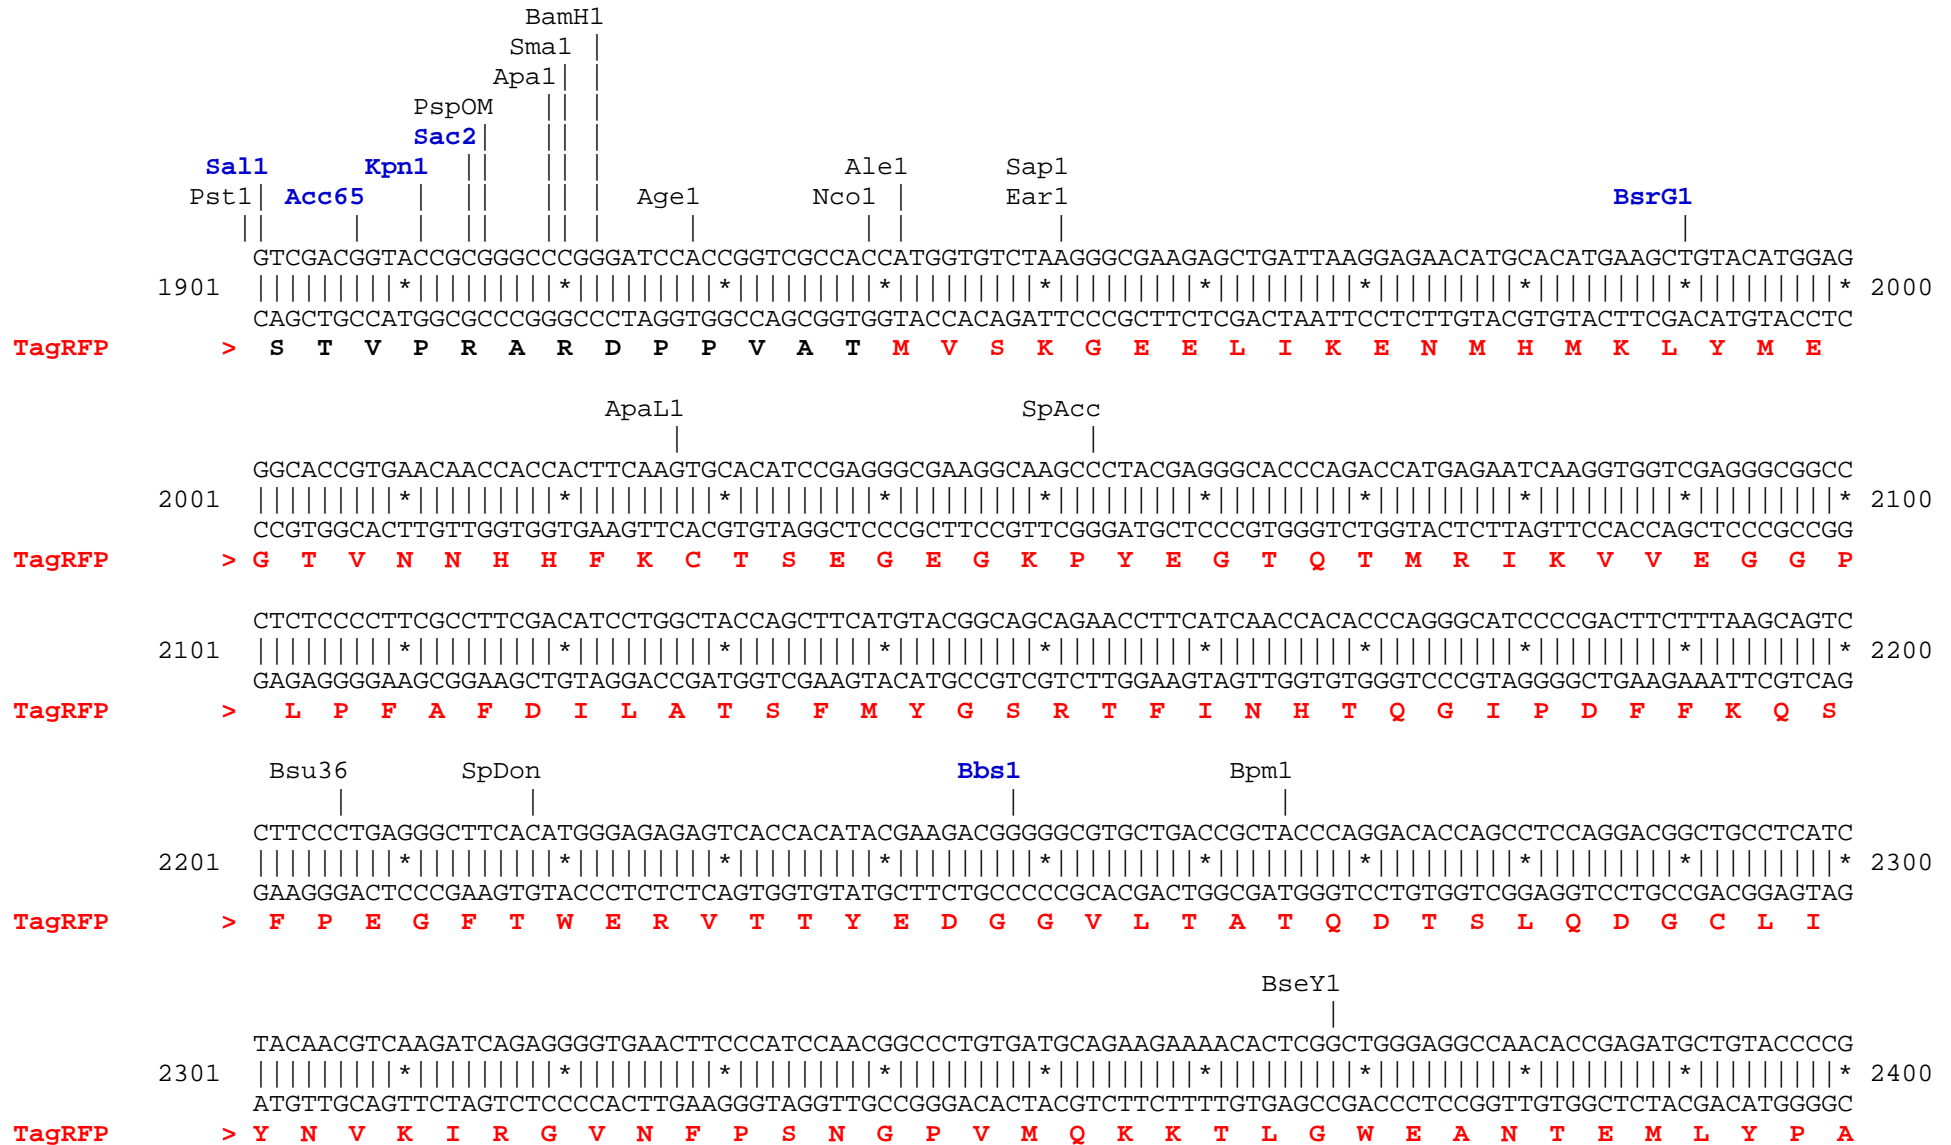 BamH1
Sma1 |
Apa1| |
PspOM || |
Sac2| || |
Sal1 Kpn1 || || | Ale1 Sap1
Pst1| Acc65 | || || | Age1 Nco1 | Ear1 BsrG1
|| | | || || | | | | | |
GTCGACGGTACCGCGGGCCCGGGATCCACCGGTCGCCACCATGGTGTCTAAGGGCGAAGAGCTGATTAAGGAGAACATGCACATGAAGCTGTACATGGAG
1901 |||||||||*|||||||||*|||||||||*|||||||||*|||||||||*|||||||||*|||||||||*|||||||||*|||||||||*|||||||||* 2000
CAGCTGCCATGGCGCCCGGGCCCTAGGTGGCCAGCGGTGGTACCACAGATTCCCGCTTCTCGACTAATTCCTCTTGTACGTGTACTTCGACATGTACCTC
TagRFP > S T V P R A R D P P V A T M V S K G E E L I K E N M H M K L Y M E
ApaL1 SpAcc
| |
GGCACCGTGAACAACCACCACTTCAAGTGCACATCCGAGGGCGAAGGCAAGCCCTACGAGGGCACCCAGACCATGAGAATCAAGGTGGTCGAGGGCGGCC
2001 |||||||||*|||||||||*|||||||||*|||||||||*|||||||||*|||||||||*|||||||||*|||||||||*|||||||||*|||||||||* 2100
CCGTGGCACTTGTTGGTGGTGAAGTTCACGTGTAGGCTCCCGCTTCCGTTCGGGATGCTCCCGTGGGTCTGGTACTCTTAGTTCCACCAGCTCCCGCCGG
TagRFP > G T V N N H H F K C T S E G E G K P Y E G T Q T M R I K V V E G G P
CTCTCCCCTTCGCCTTCGACATCCTGGCTACCAGCTTCATGTACGGCAGCAGAACCTTCATCAACCACACCCAGGGCATCCCCGACTTCTTTAAGCAGTC
2101 |||||||||*|||||||||*|||||||||*|||||||||*|||||||||*|||||||||*|||||||||*|||||||||*|||||||||*|||||||||* 2200
GAGAGGGGAAGCGGAAGCTGTAGGACCGATGGTCGAAGTACATGCCGTCGTCTTGGAAGTAGTTGGTGTGGGTCCCGTAGGGGCTGAAGAAATTCGTCAG
TagRFP > L P F A F D I L A T S F M Y G S R T F I N H T Q G I P D F F K Q S
Bsu36 SpDon Bbs1 Bpm1
| | | |
CTTCCCTGAGGGCTTCACATGGGAGAGAGTCACCACATACGAAGACGGGGGCGTGCTGACCGCTACCCAGGACACCAGCCTCCAGGACGGCTGCCTCATC
2201 |||||||||*|||||||||*|||||||||*|||||||||*|||||||||*|||||||||*|||||||||*|||||||||*|||||||||*|||||||||* 2300
GAAGGGACTCCCGAAGTGTACCCTCTCTCAGTGGTGTATGCTTCTGCCCCCGCACGACTGGCGATGGGTCCTGTGGTCGGAGGTCCTGCCGACGGAGTAG
TagRFP > F P E G F T W E R V T T Y E D G G V L T A T Q D T S L Q D G C L I
BseY1
|
TACAACGTCAAGATCAGAGGGGTGAACTTCCCATCCAACGGCCCTGTGATGCAGAAGAAAACACTCGGCTGGGAGGCCAACACCGAGATGCTGTACCCCG
2301 |||||||||*|||||||||*|||||||||*|||||||||*|||||||||*|||||||||*|||||||||*|||||||||*|||||||||*|||||||||* 2400
ATGTTGCAGTTCTAGTCTCCCCACTTGAAGGGTAGGTTGCCGGGACACTACGTCTTCTTTTGTGAGCCGACCCTCCGGTTGTGGCTCTACGACATGGGGC
TagRFP > Y N V K I R G V N F P S N G P V M Q K K T L G W E A N T E M L Y P A